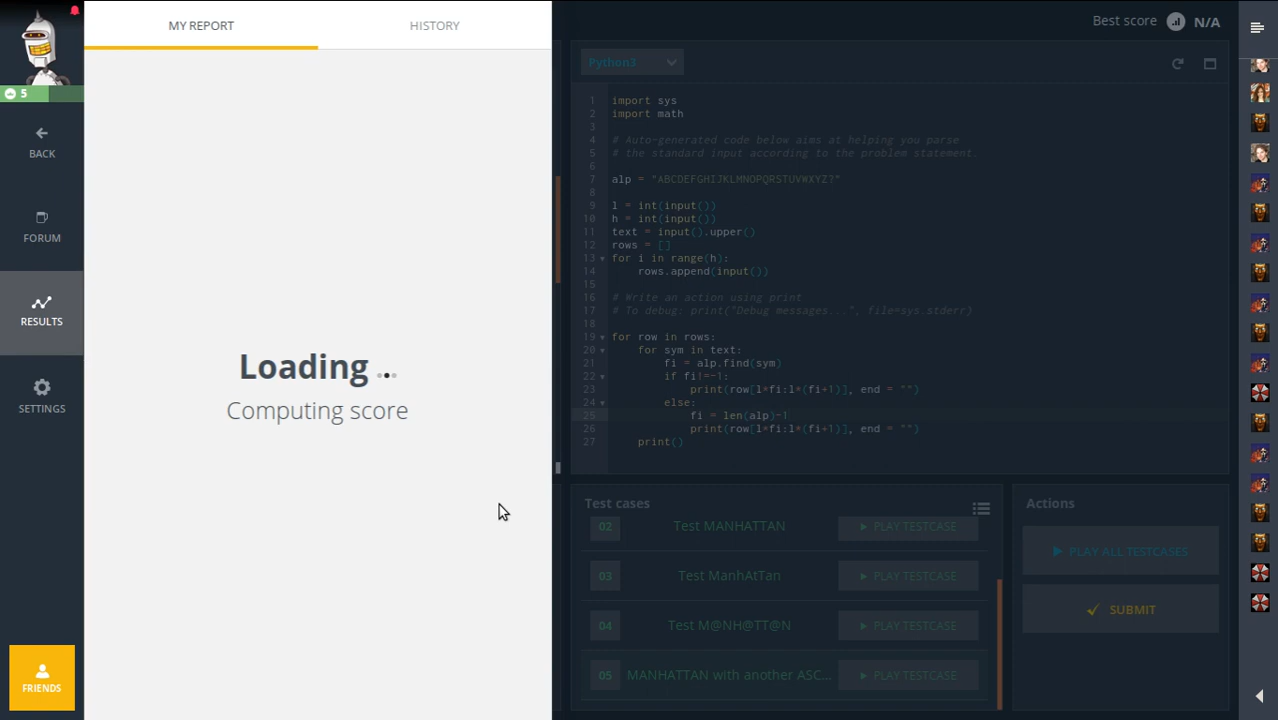 MY REPORT
HISTORY
5
BACK
FORUM
RESULTS
SETTINGS
FRIENDS
Loading
Computing score
Best score N/A
Python3
1 import sys
2 import math
3
4 # Auto-generated code below aims at helping you parse
5 # the standard input according to the problem statement.
6
7 alp = "ABCDEFGHIJKLMNOPQRSTUVWXYZ?"
8
9 l = int(input())
10 h = int(input())
11 text = input().upper()
12 rows = []
13 for i in range(h):
14 rows.append(input())
15
16 # Write an action using print
17 # To debug: print("Debug messages...", file=sys.stderr)
18
19 for row in rows:
20 for sym in text:
21 fi = alp.find(sym)
22 if fi!=-1:
23 print(row[l*fi:l*(fi+1)], end = "")
24 else:
25 fi = len(alp)-1
26 print(row[l*fi:l*(fi+1)], end = "")
27 print()
Test cases
02 Test MANHATTAN PLAY TESTCASE
03 Test ManhAtTan PLAY TESTCASE
04 Test M@NH@TT@N PLAY TESTCASE
05 MANHATTAN with another ASC... PLAY TESTCASE
Actions
PLAY ALL TESTCASES
SUBMIT